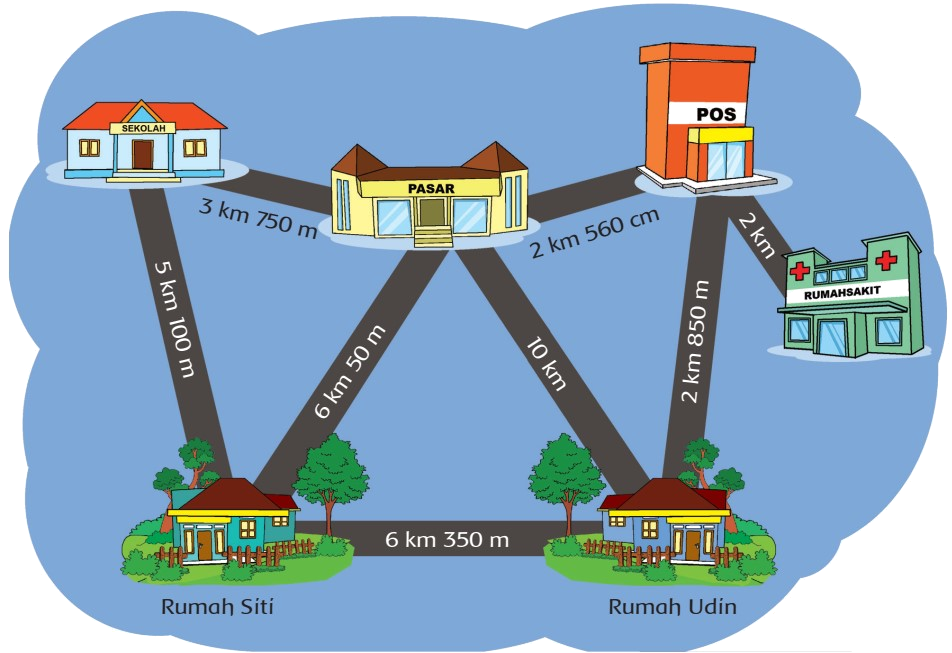 SEKOLAH
POS
PASAR
3 km 750 m
2 km 560 cm
2 km
RUMAHSAKIT
5 km 100 m
6 km 50 m
10 km
2 km 850 m
6 km 350 m
Rumah Siti
Rumah Udin